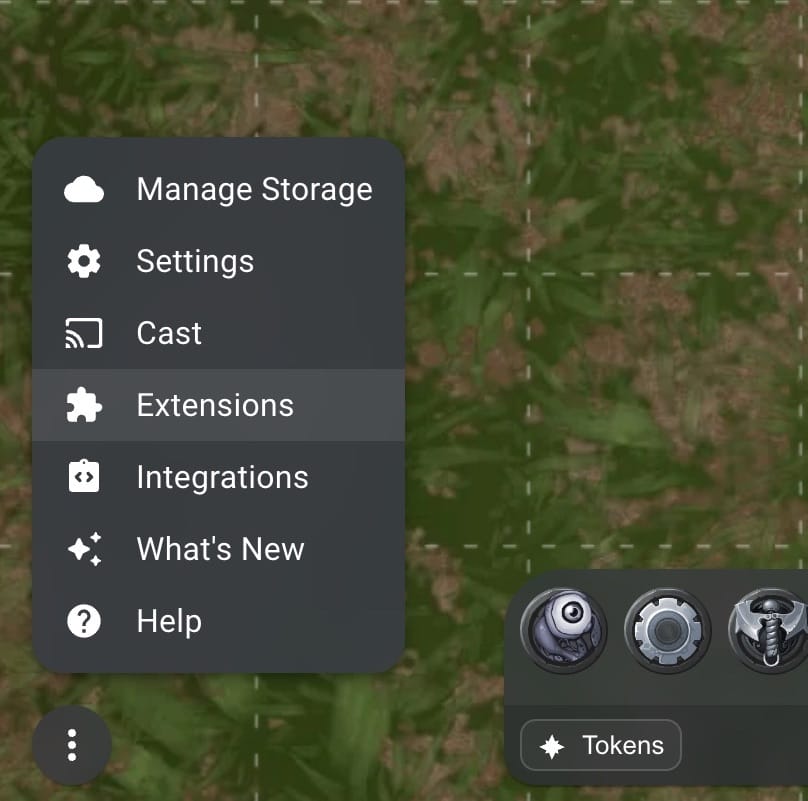 Manage Storage
Settings
Cast
Extensions
Integrations
What's New
Help
Tokens